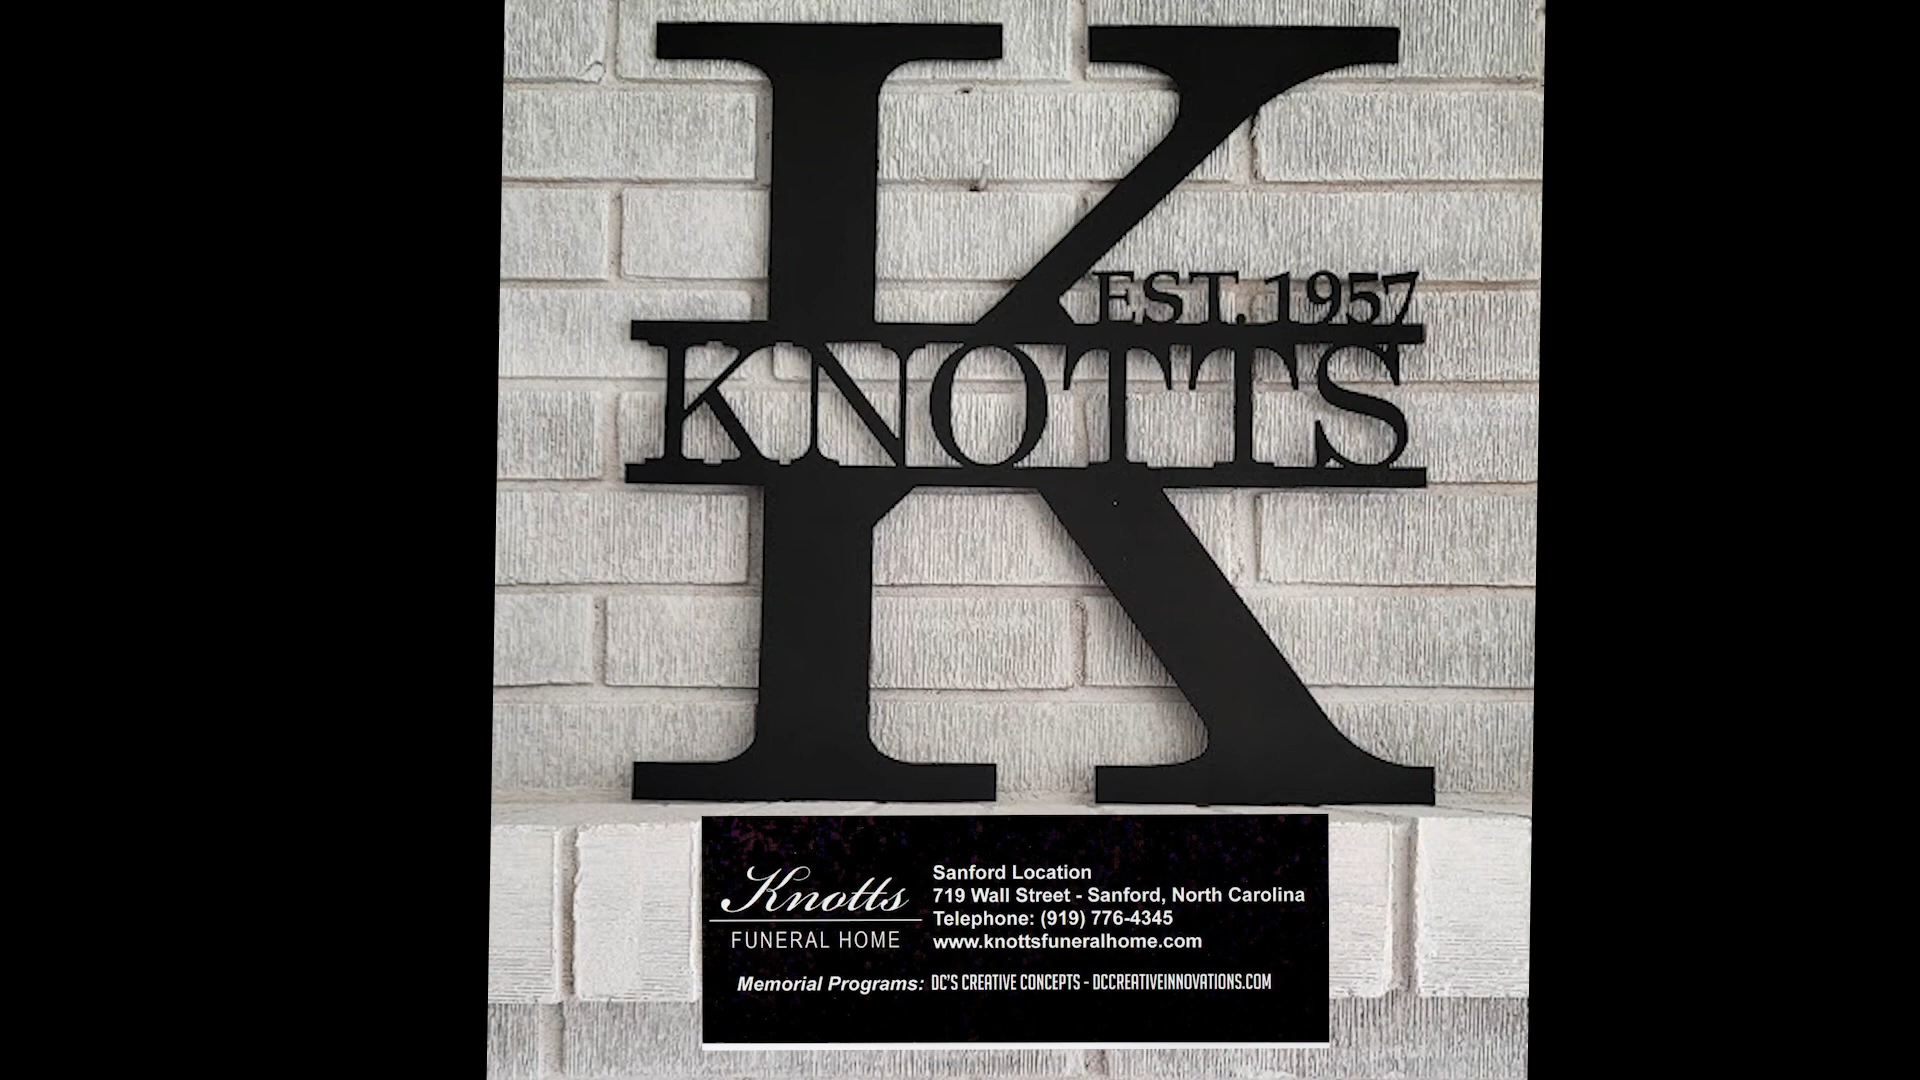 K
EST. 1957
KNOTTS
Knotts
FUNERAL HOME
Sanford Location
719 Wall Street - Sanford, North Carolina
Telephone: (919) 776-4345
www.knottsfuneralhome.com
Memorial Programs: DC'S CREATIVE CONCEPTS - DCCREATIVEINNOVATIONS.COM